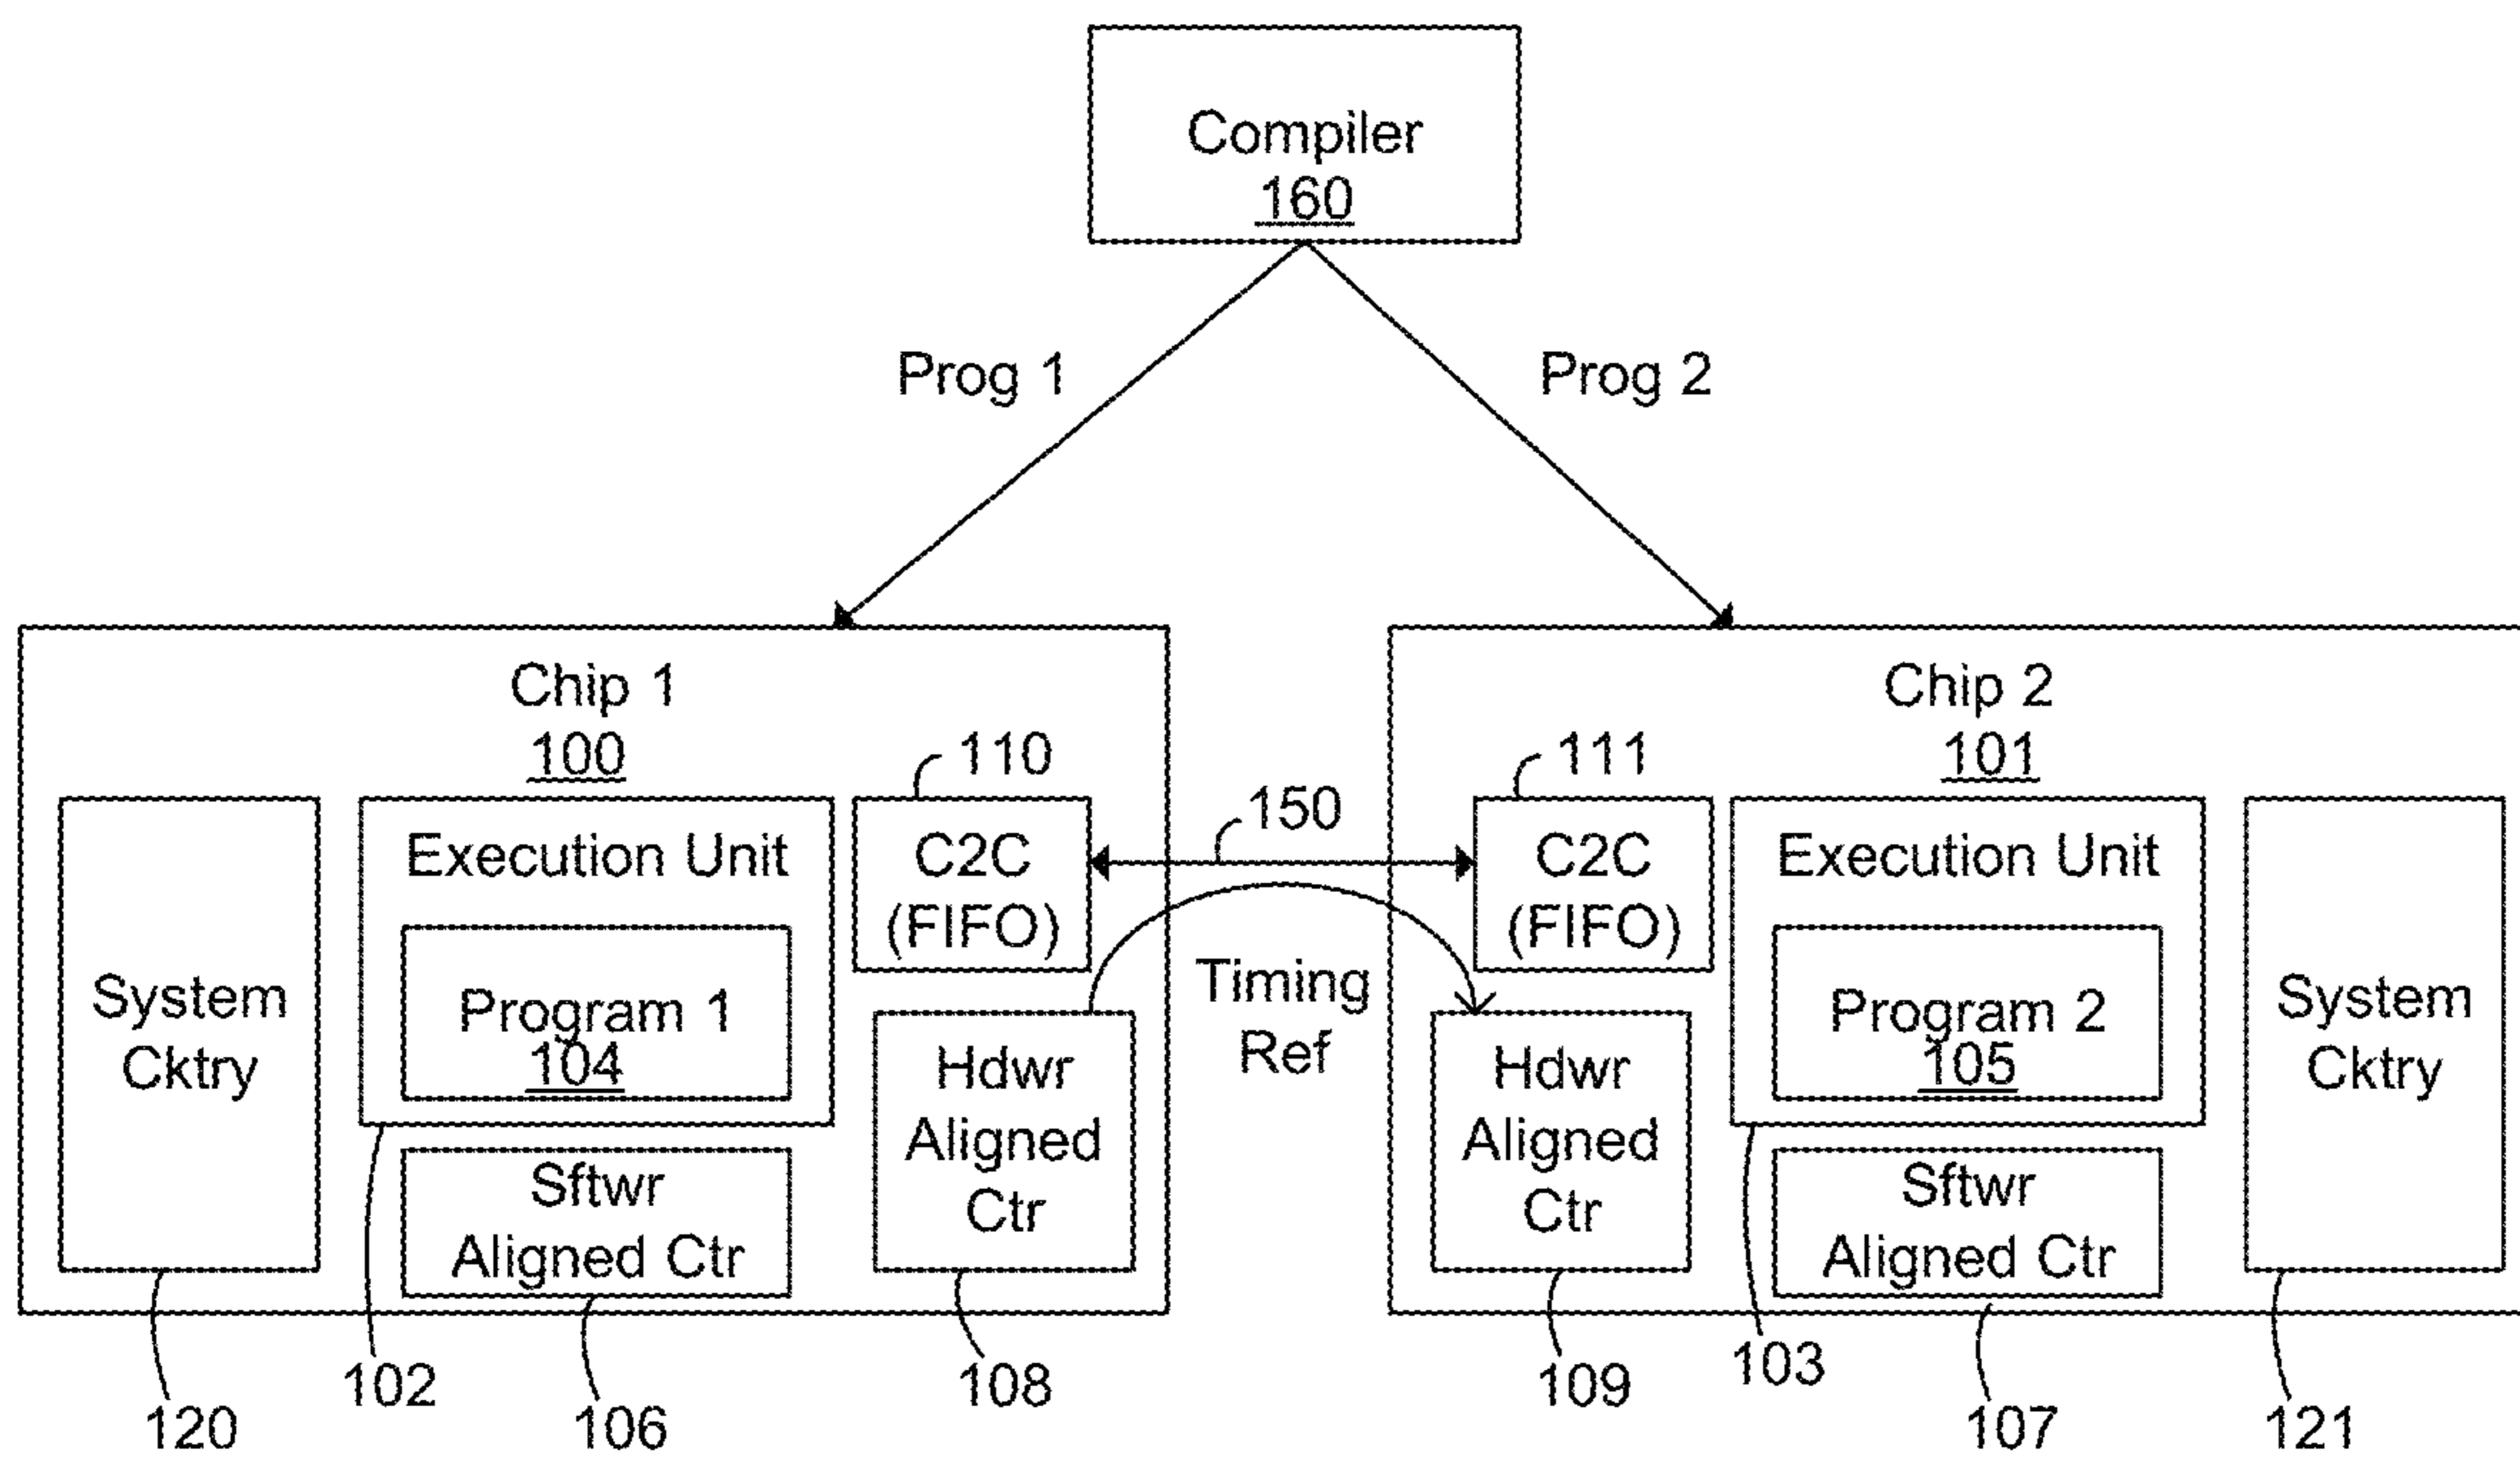 Compiler
160
Prog 1
Prog 2
Chip 1
100
110
System
Cktry
Execution Unit
Program 1
104
C2C
(FIFO)
Sftwr
Aligned Ctr
Hdwr
Aligned
Ctr
120
102
106
108
150
Timing
Ref
Chip 2
101
111
C2C
(FIFO)
Execution Unit
Program 2
105
System
Cktry
Hdwr
Aligned
Ctr
Sftwr
Aligned Ctr
109
103
107
121